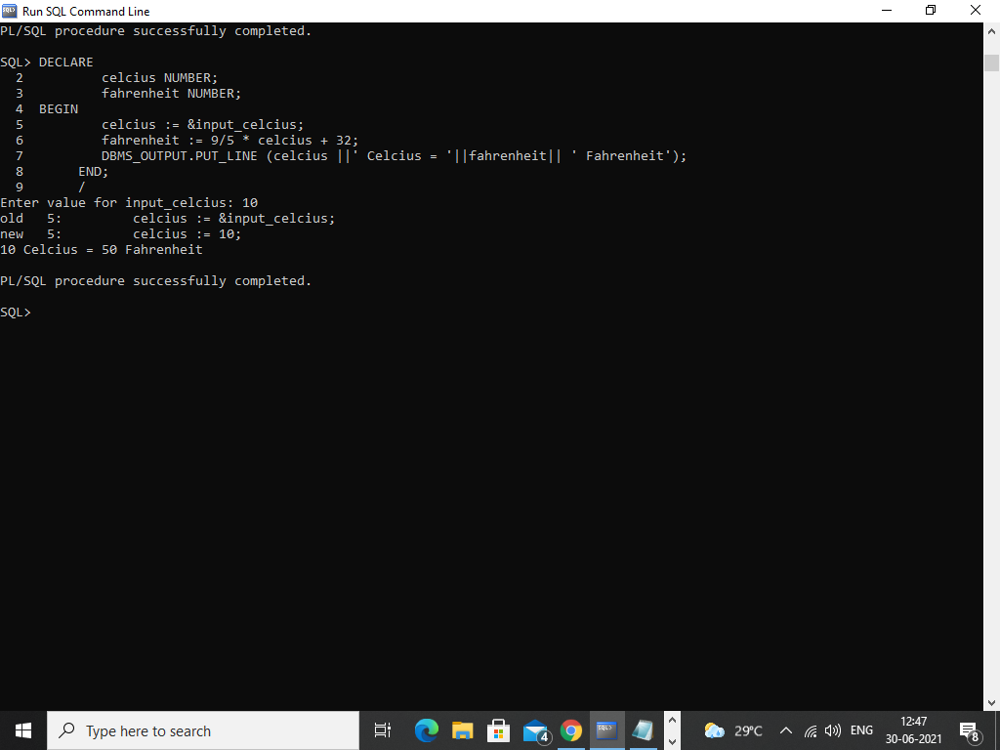 Run SQL Command Line
PL/SQL procedure successfully completed.
SQL> DECLARE
2 celcius NUMBER;
3 fahrenheit NUMBER;
4 BEGIN
5 celcius := &input_celcius;
6 fahrenheit := 9/5 * celcius + 32;
7 DBMS_OUTPUT.PUT_LINE (celcius ||' Celcius = '||fahrenheit|| ' Fahrenheit');
8 END;
9 /
Enter value for input_celcius: 10
old 5: celcius := &input_celcius;
new 5: celcius := 10;
10 Celcius = 50 Fahrenheit
PL/SQL procedure successfully completed.
SQL>
Type here to search
4
SQL>
29°C
ENG
12:47
30-06-2021
8